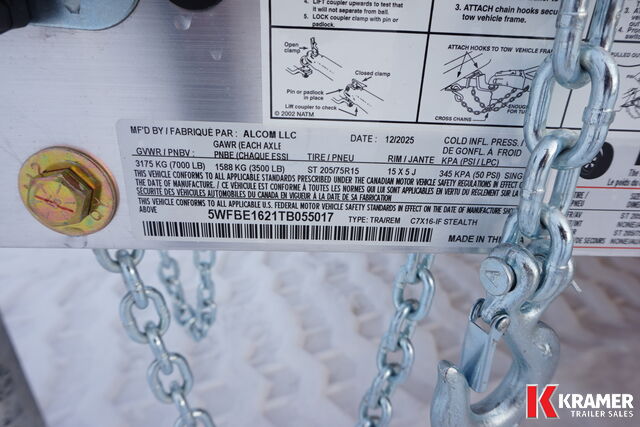 4. LIFT coupler upwards to test that
it will not separate from ball.
5. LOCK coupler clamp with pin or
padlock.
3. ATTACH chain hooks secu
tow vehicle frame.
Open
clamp
Closed clamp
Pin or padlock
in place
Lift coupler to check
© 2002 NATM
ATTACH HOOKS TO TOW VEHICLE FRAME
CROSS CHAINS
MF'D BY / FABRIQUÉ PAR : ALCOM LLC
DATE : 12/2025
COLD INFL. PRESS./
DE GONFL. À FROID
KPA (PSI / LPC)
GVWR / PNBV :
GAWR (EACH AXLE
PNBE (CHAQUE ESSI
TIRE / PNEU
RIM / JANTE
3175 KG (7000 LB)
1588 KG (3500 LB)
ST 205/75R15
15 X 5 J
345 KPA (50 PSI) SING
THIS VEHICLE CONFORMS TO ALL APPLICABLE STANDARDS PRESCRIBED UNDER THE CANADIAN MOTOR VEHICLE SAFETY REGULATIONS IN EFFECT
DATE OF MANUFACTURE / CE VÉHICULE EST CONFORME À TOUTES LES NORMES QUI LUI SONT APPLICABLES EN VERTU DU RÈGLEMENT SUR LA
SÉCURITÉ DES VÉHICULES AUTOMOBILES DU CANADA EN VIGUEUR À LA DATE DE SA FABRICATION
THIS VEHICLE CONFORMS TO ALL APPLICABLE U.S. FEDERAL MOTOR VEHICLE SAFETY STANDARDS IN EFFECT ON THE DATE OF MANUFACTURE SHO
ABOVE
5WFBE1621TB055017
TYPE: TRA/REM
C7X16-IF STEALTH
MADE IN TH
KRAMER
TRAILER SALES